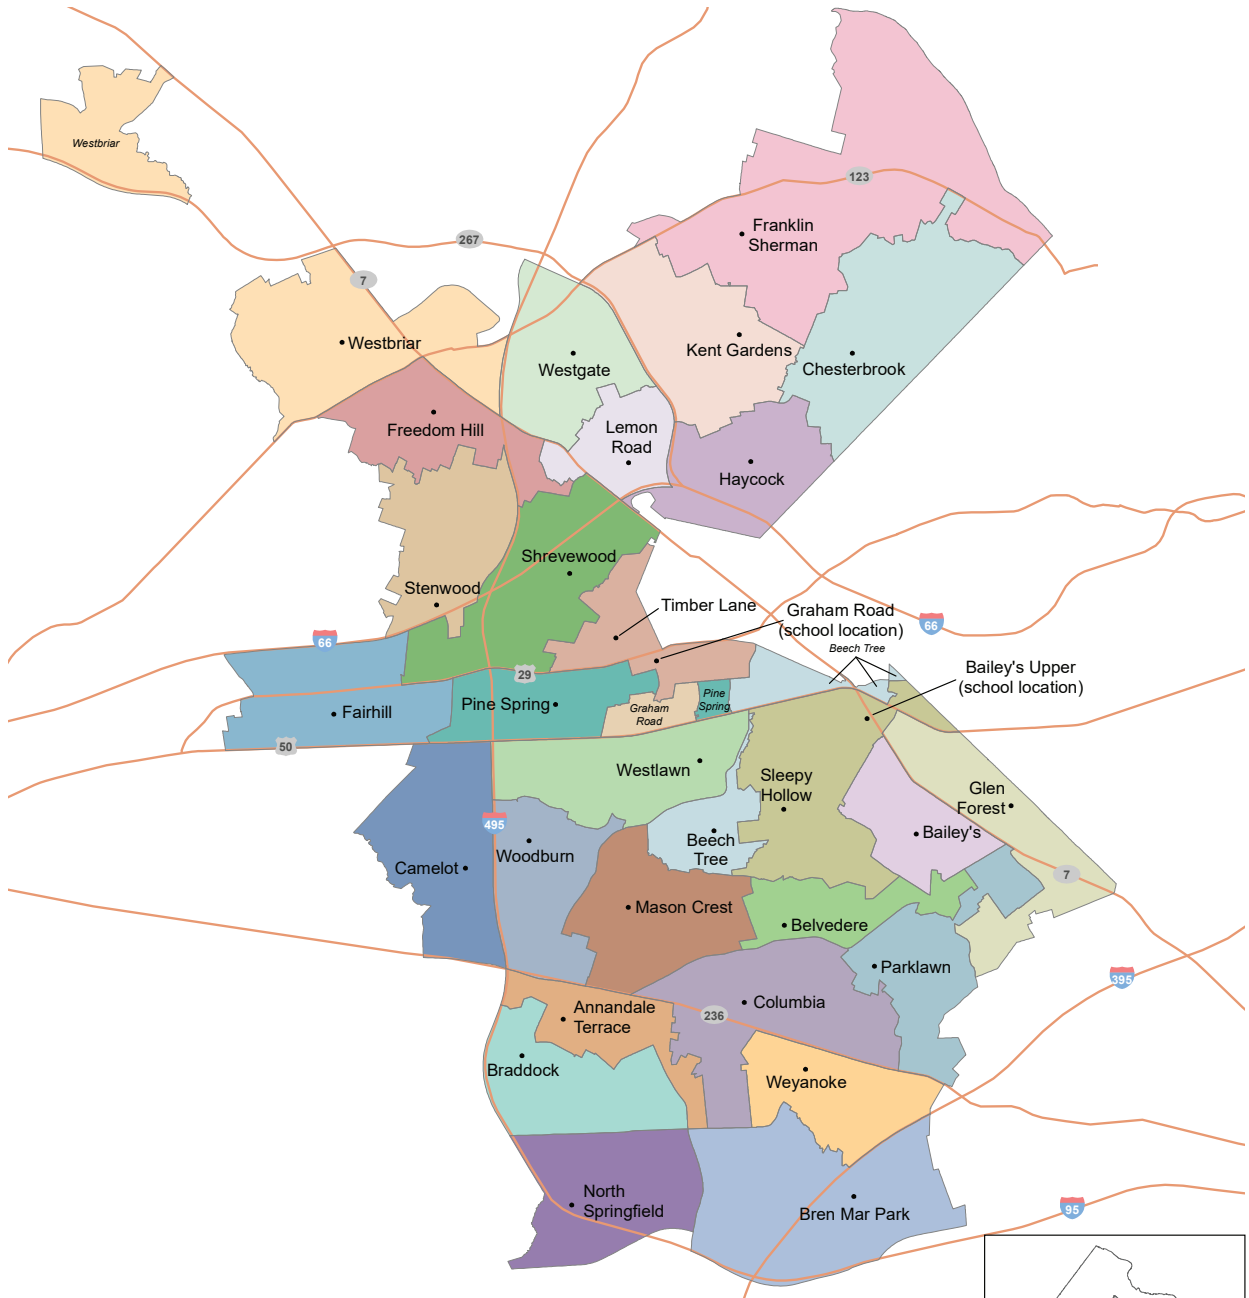 Westbriar
123
Franklin
Sherman
267
7
Westbriar
Kent Gardens
Westgate
Chesterbrook
Freedom Hill
Lemon
Road
Haycock
Shrevewood
Stenwood
Timber Lane
Graham Road
(school location)
66
Beech Tree
66
Bailey's Upper
(school location)
29
Pine Spring
Pine
Spring
Graham
Road
Fairhill
50
Westlawn
Sleepy
Hollow
Glen
Forest
495
Bailey's
Beech
Tree
Woodburn
Camelot
7
Mason Crest
Belvedere
Parklawn
395
Columbia
Annandale
Terrace
236
Braddock
Weyanoke
North
Springfield
Bren Mar Park
95